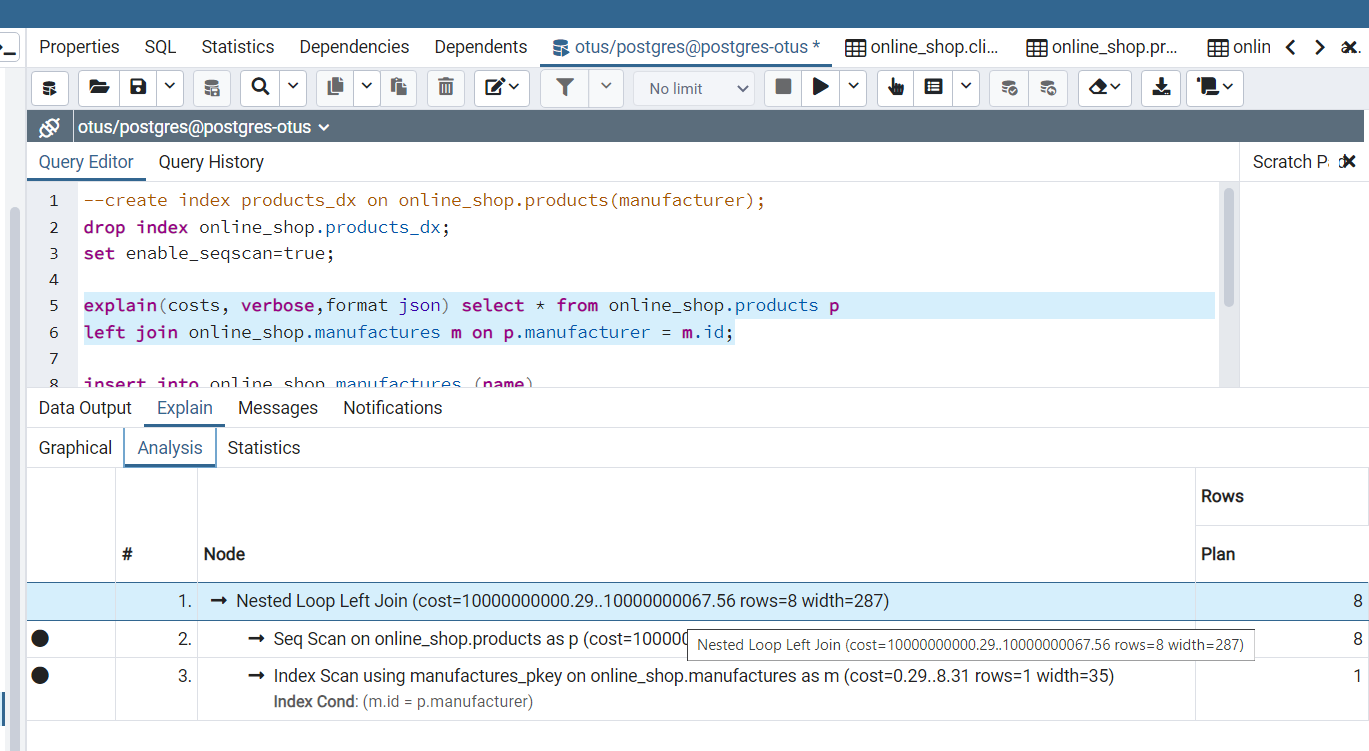 Properties SQL Statistics Dependencies Dependents otus/postgres@postgres-otus * online_shop.cli... online_shop.pr... onlin
No limit
otus/postgres@postgres-otus
Query Editor Query History Scratch P
1 --create index products_dx on online_shop.products(manufacturer);
2 drop index online_shop.products_dx;
3 set enable_seqscan=true;
4
5 explain(costs, verbose,format json) select * from online_shop.products p
6 left join online_shop.manufactures m on p.manufacturer = m.id;
7
8 insert into online_shop.manufactures (name)
Data Output Explain Messages Notifications
Graphical Analysis Statistics
Rows
# Node Plan
1. → Nested Loop Left Join (cost=10000000000.29..10000000067.56 rows=8 width=287) 8
2. → Seq Scan on online_shop.products as p (cost=10000 8
Nested Loop Left Join (cost=10000000000.29..10000000067.56 rows=8 width=287)
3. → Index Scan using manufactures_pkey on online_shop.manufactures as m (cost=0.29..8.31 rows=1 width=35) 1
Index Cond: (m.id = p.manufacturer)